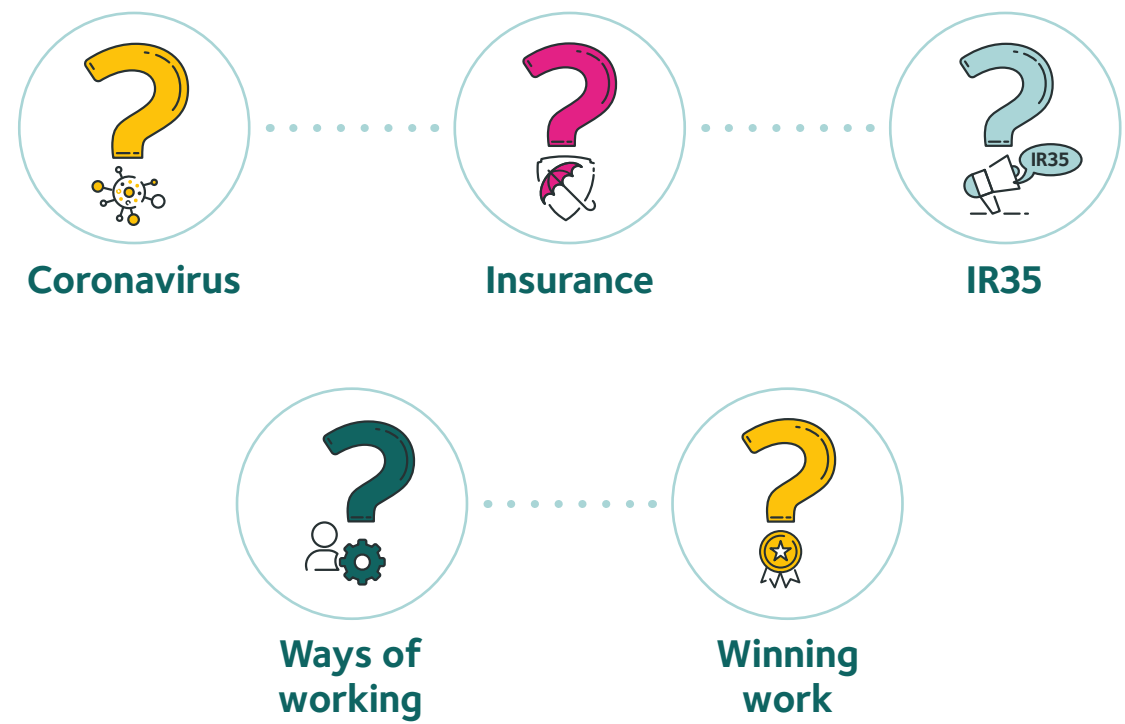 IR35
Coronavirus
Insurance
IR35
Ways of
working
Winning
work